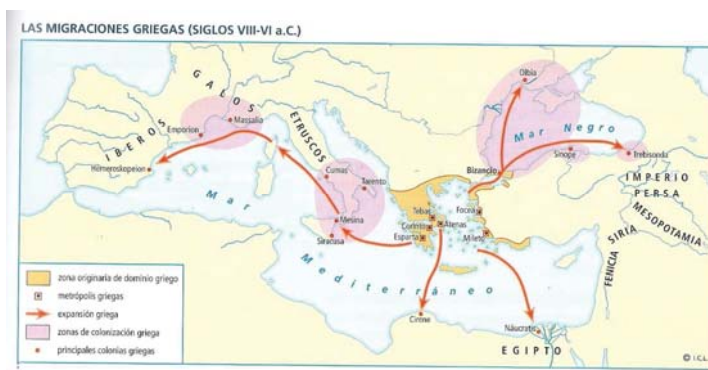 LAS MIGRACIONES GRIEGAS (SIGLOS VIII-VI a.C.)
GALOS
IBEROS
ETRUSCOS
Massalia
Emporion
Hemeroskopeion
Cumas
Tarento
Mesina
Siracusa
Olbia
Mar Negro
Sinope
Trebisonda
Bizancio
Tebas
Corinto
Atenas
Esparta
Focea
Mileto
IMPERIO
PERSA
MESOPOTAMIA
SIRIA
FENICIA
Mar
Mediterráneo
Cirene
Náucratis
EGIPTO
zona originaria de dominio griego
metrópolis griegas
expansión griega
zonas de colonización griega
principales colonias griegas
© I.C.L.